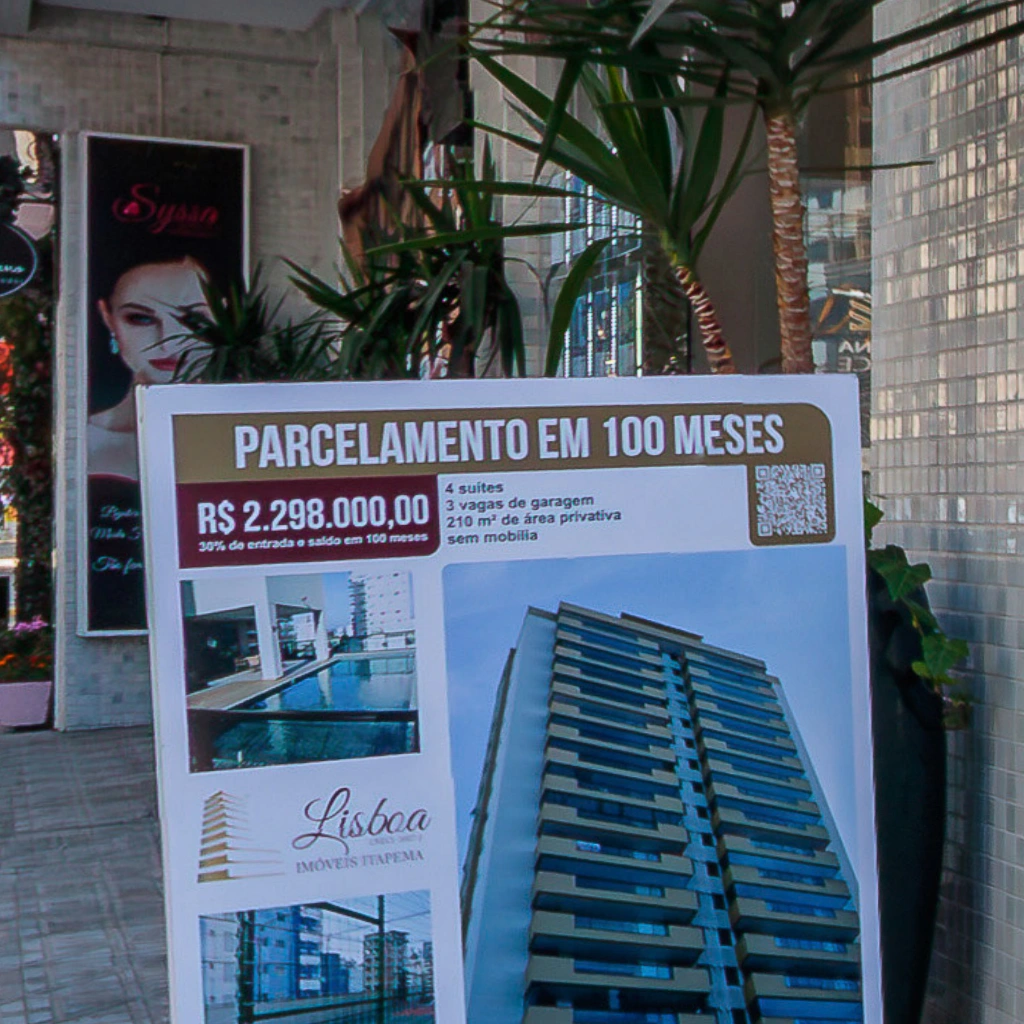 Syssa
PARCELAMENTO EM 100 MESES
R$ 2.298.000,00
30% de entrada e saldo em 100 meses
4 suítes
3 vagas de garagem
210 m² de área privativa
sem mobília
Lisboa
IMÓVEIS ITAPEMA